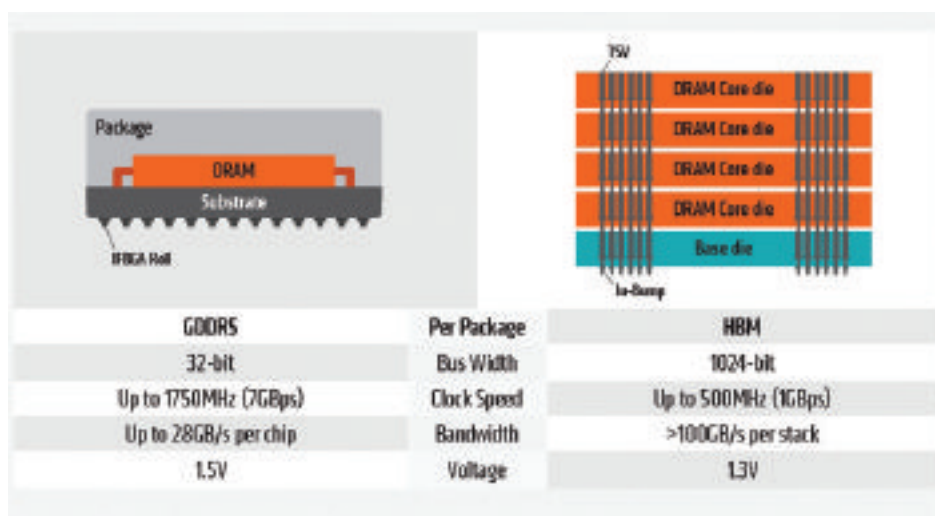 TSV
DRAM Core die
DRAM Core die
DRAM Core die
DRAM Core die
Base die
Package
DRAM
Substrate
GDDR5 Per Package HBM
32-bit Bus Width 1024-bit
Up to 1750MHz (7GBps) Clock Speed Up to 500MHz (1GBps)
Up to 28GB/s per chip Bandwidth >100GB/s per stack
1.5V Voltage 1.3V